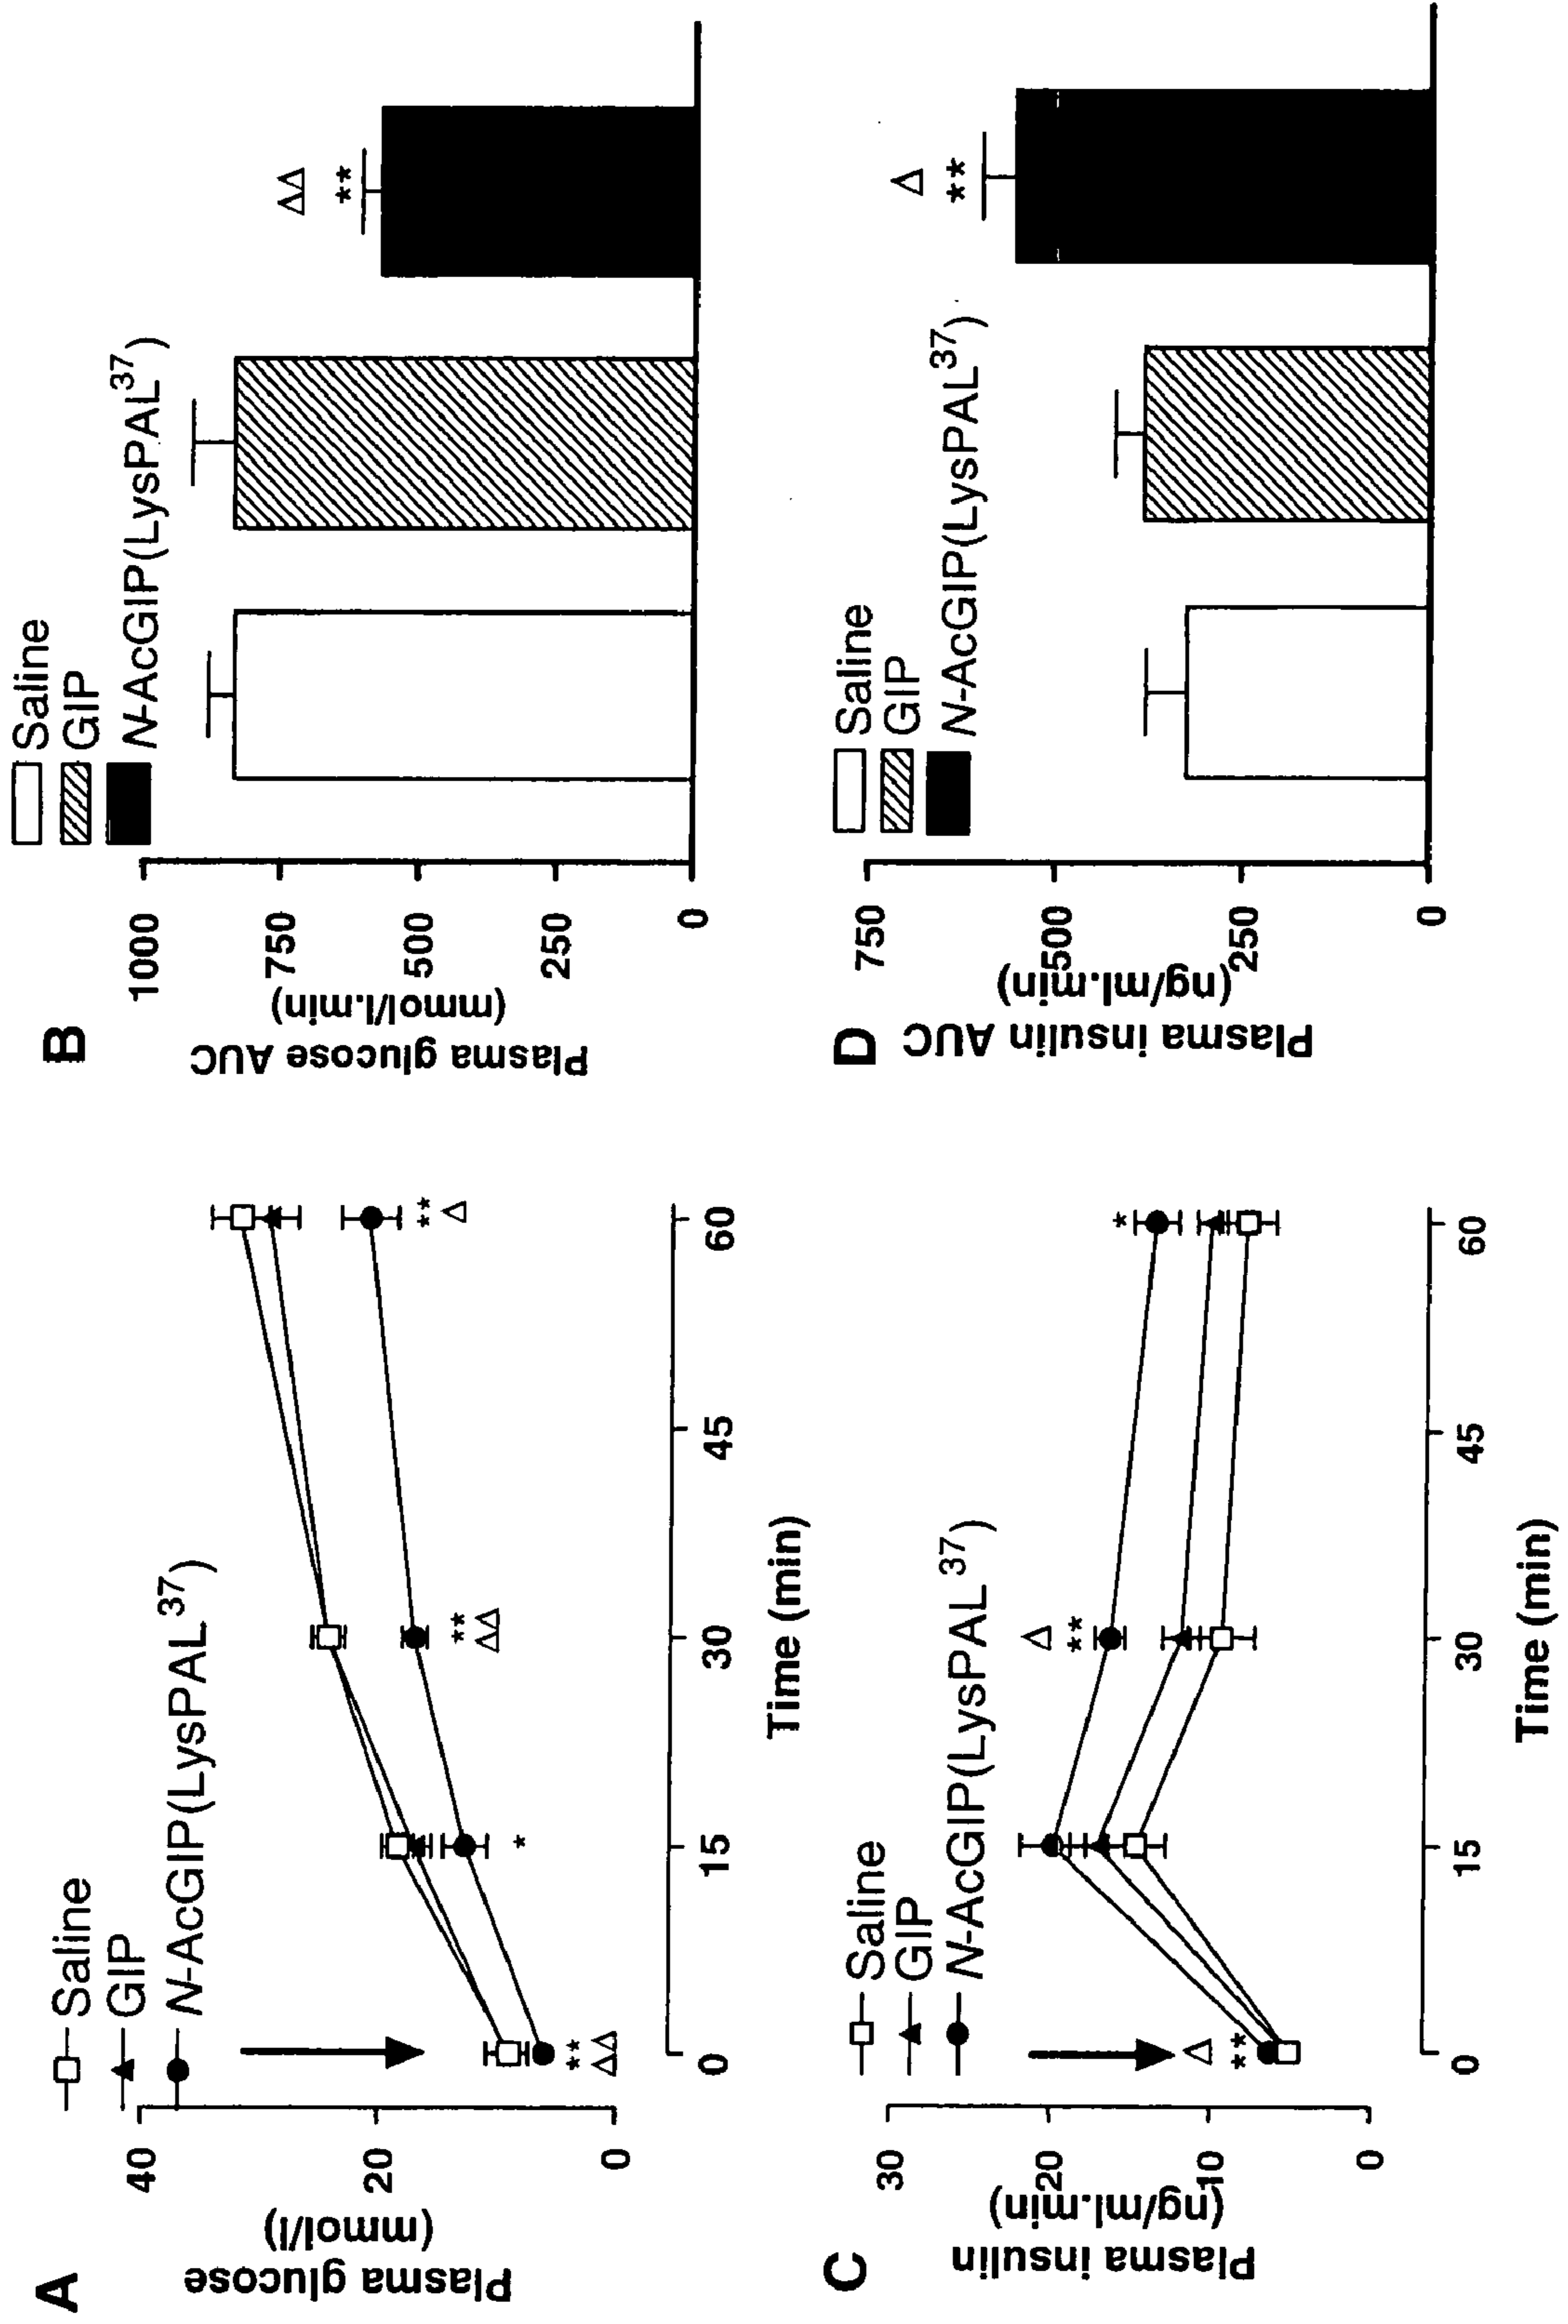 A
Saline
GIP
N-AcGIP(LysPAL37)
Plasma glucose
(mmol/l)
40
20
0
** ΔΔ
*
** ΔΔ
** Δ
0 15 30 45 60
Time (min)
B
Saline
GIP
N-AcGIP(LysPAL37)
Plasma glucose AUC
(mmol/l.min)
1000
750
500
250
0
ΔΔ
**
C
Saline
GIP
N-AcGIP(LysPAL37)
Plasma insulin
(ng/ml.min)
30
20
10
0
Δ
**
Δ
**
*
0 15 30 45 60
Time (min)
D
Saline
GIP
N-AcGIP(LysPAL37)
Plasma insulin AUC
(ng/ml.min)
750
500
250
0
Δ
**